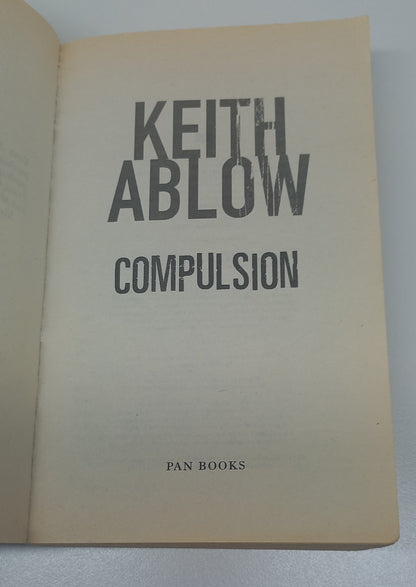 KEITH
ABLOW
COMPULSION
PAN BOOKS